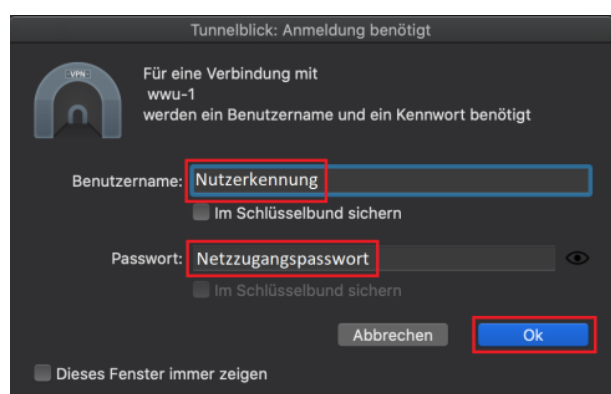 Tunnelblick: Anmeldung benötigt
VPN
Für eine Verbindung mit
wwu-1
werden ein Benutzername und ein Kennwort benötigt
Benutzername: Nutzerkennung
Im Schlüsselbund sichern
Passwort: Netzzugangspasswort
Im Schlüsselbund sichern
Abbrechen Ok
Dieses Fenster immer zeigen